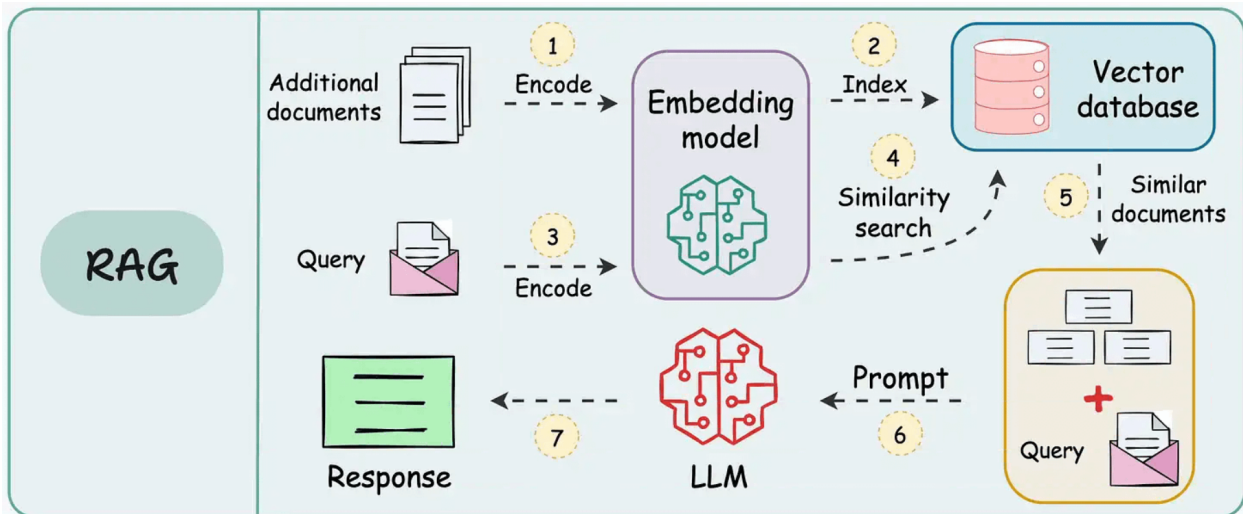 RAG
Additional
documents
1
Encode
Embedding
model
2
Index
Vector
database
Query
3
Encode
4
Similarity
search
5
Similar
documents
Query
Prompt
6
LLM
7
Response